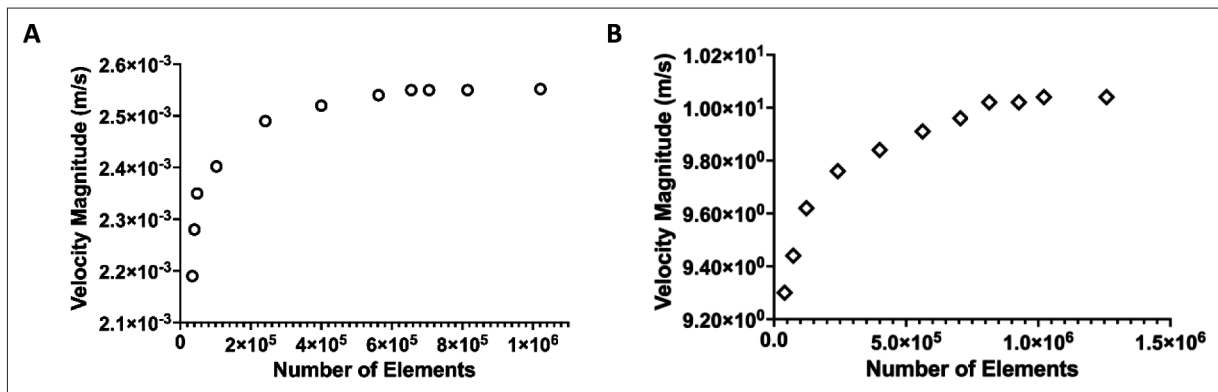 A
Velocity Magnitude (m/s)
2.6×10⁻³
2.5×10⁻³
2.4×10⁻³
2.3×10⁻³
2.2×10⁻³
2.1×10⁻³
0 2×10⁵ 4×10⁵ 6×10⁵ 8×10⁵ 1×10⁶
Number of Elements
B
Velocity Magnitude (m/s)
1.02×10¹
1.00×10¹
9.80×10⁰
9.60×10⁰
9.40×10⁰
9.20×10⁰
0.0 5.0×10⁵ 1.0×10⁶ 1.5×10⁶
Number of Elements